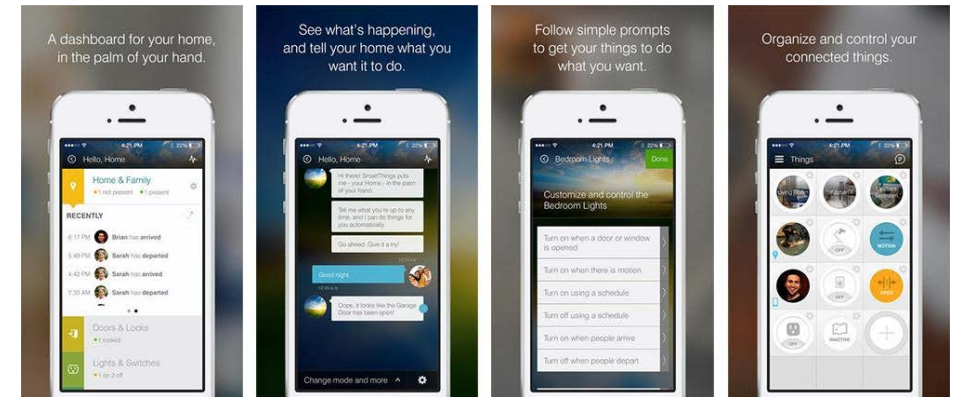 A dashboard for your home,
in the palm of your hand.
4:21 PM
22%
Hello, Home
Home & Family
1 not present
1 present
RECENTLY
6:17 PM Brian has arrived
5:49 PM Sarah has departed
4:42 PM Sarah has arrived
7:30 AM Sarah has departed
Doors & Locks
1 locked
Lights & Switches
See what's happening,
and tell your home what you
want it to do.
4:21 PM
22%
Hello, Home
Hi there! SmartThings puts
me - your Home - in the palm
of your hand.
Tell me what you're up to any
time, and I can do things for
you automatically.
Go ahead. Give it a try!
Good night
Oops, it looks like the Garage
Door has been open!
Change mode and more
Follow simple prompts
to get your things to do
what you want.
4:21 PM
22%
Bedroom Lights
Done
Customize and control the
Bedroom Lights
Turn on when a door or window
is opened
Turn on when there is motion
Turn on using a schedule
Turn off using a schedule
Turn on when people arrive
Turn off when people depart
Organize and control your
connected things.
4:21 PM
22%
Things
Living Room
Bedroom
OFF
MOTION
OFF
OPEN
OFF
INACTIVE